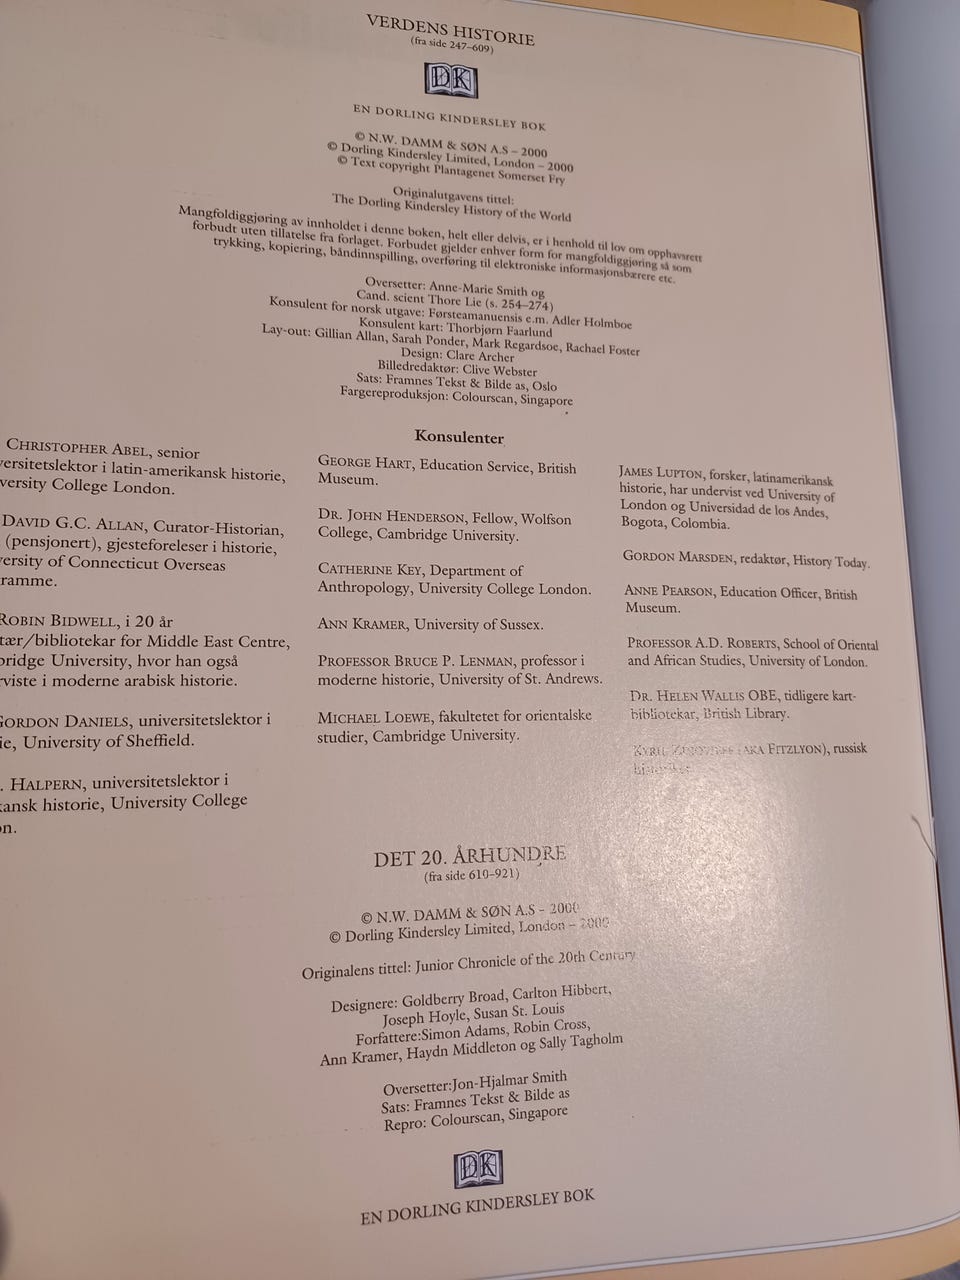 VERDENS HISTORIE
(fra side 247–609)
DK
EN DORLING KINDERSLEY BOK
© N.W. DAMM & SØN A.S – 2000
© Dorling Kindersley Limited, London – 2000
© Text copyright Plantagenet Somerset Fry
Originalutgavens tittel:
The Dorling Kindersley History of the World
Mangfoldiggjøring av innholdet i denne boken, helt eller delvis, er i henhold til lov om opphavsrett
forbudt uten tillatelse fra forlaget. Forbudet gjelder enhver form for mangfoldiggjøring så som
trykking, kopiering, båndinnspilling, overføring til elektroniske informasjonsbærere etc.
Oversetter: Anne-Marie Smith og
Cand. scient Thore Lie (s. 254–274)
Konsulent for norsk utgave: Førsteamanuensis e.m. Adler Holmboe
Konsulent kart: Thorbjørn Faarlund
Lay-out: Gillian Allan, Sarah Ponder, Mark Regardsoe, Rachael Foster
Design: Clare Archer
Billedredaktør: Clive Webster
Sats: Framnes Tekst & Bilde as, Oslo
Fargereproduksjon: Colourscan, Singapore
Konsulenter
CHRISTOPHER ABEL, senior
versitetslektor i latin-amerikansk historie,
versity College London.
DAVID G.C. ALLAN, Curator-Historian,
(pensjonert), gjesteforeleser i historie,
versity of Connecticut Overseas
ramme.
ROBIN BIDWELL, i 20 år
tær/bibliotekar for Middle East Centre,
bridge University, hvor han også
rviste i moderne arabisk historie.
GORDON DANIELS, universitetslektor i
ie, University of Sheffield.
. HALPERN, universitetslektor i
kansk historie, University College
on.
GEORGE HART, Education Service, British
Museum.
DR. JOHN HENDERSON, Fellow, Wolfson
College, Cambridge University.
CATHERINE KEY, Department of
Anthropology, University College London.
ANN KRAMER, University of Sussex.
PROFESSOR BRUCE P. LENMAN, professor i
moderne historie, University of St. Andrews.
MICHAEL LOEWE, fakultetet for orientalske
studier, Cambridge University.
JAMES LUPTON, forsker, latinamerikansk
historie, har undervist ved University of
London og Universidad de los Andes,
Bogota, Colombia.
GORDON MARSDEN, redaktør, History Today.
ANNE PEARSON, Education Officer, British
Museum.
PROFESSOR A.D. ROBERTS, School of Oriental
and African Studies, University of London.
DR. HELEN WALLIS OBE, tidligere kart-
bibliotekar, British Library.
KYRIL (AKA FITZLYON), russisk
historiker.
DET 20. ÅRHUNDRE
(fra side 610–921)
© N.W. DAMM & SØN A.S – 2000
© Dorling Kindersley Limited, London – 2000
Originalens tittel: Junior Chronicle of the 20th Century
Designere: Goldberry Broad, Carlton Hibbert,
Joseph Hoyle, Susan St. Louis
Forfattere:Simon Adams, Robin Cross,
Ann Kramer, Haydn Middleton og Sally Tagholm
Oversetter:Jon-Hjalmar Smith
Sats: Framnes Tekst & Bilde as
Repro: Colourscan, Singapore
DK
EN DORLING KINDERSLEY BOK